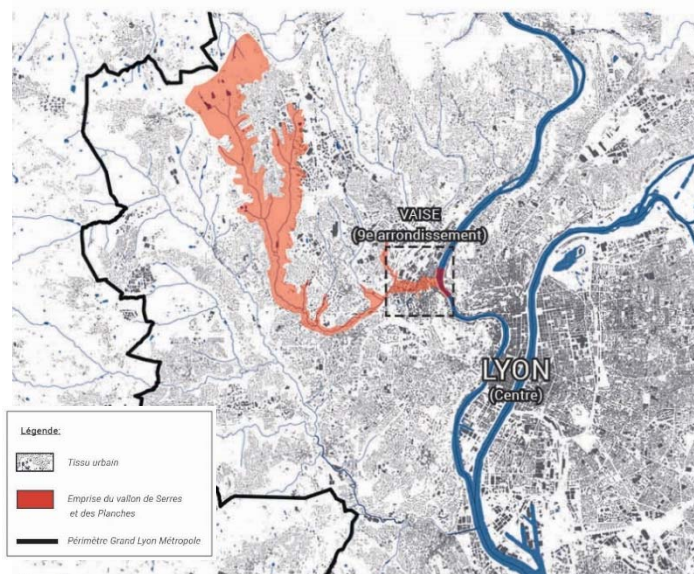 VAISE
(9e arrondissement)
LYON
(Centre)
Légende:
Tissu urbain
Emprise du vallon de Serres
et des Planches
Périmètre Grand Lyon Métropole